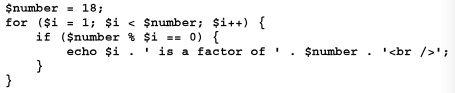 $number = 18;
for ($i = 1; $i < $number; $i++) {
    if ($number % $i == 0) {
        echo $i . ' is a factor of ' . $number . '<br />';
    }
}